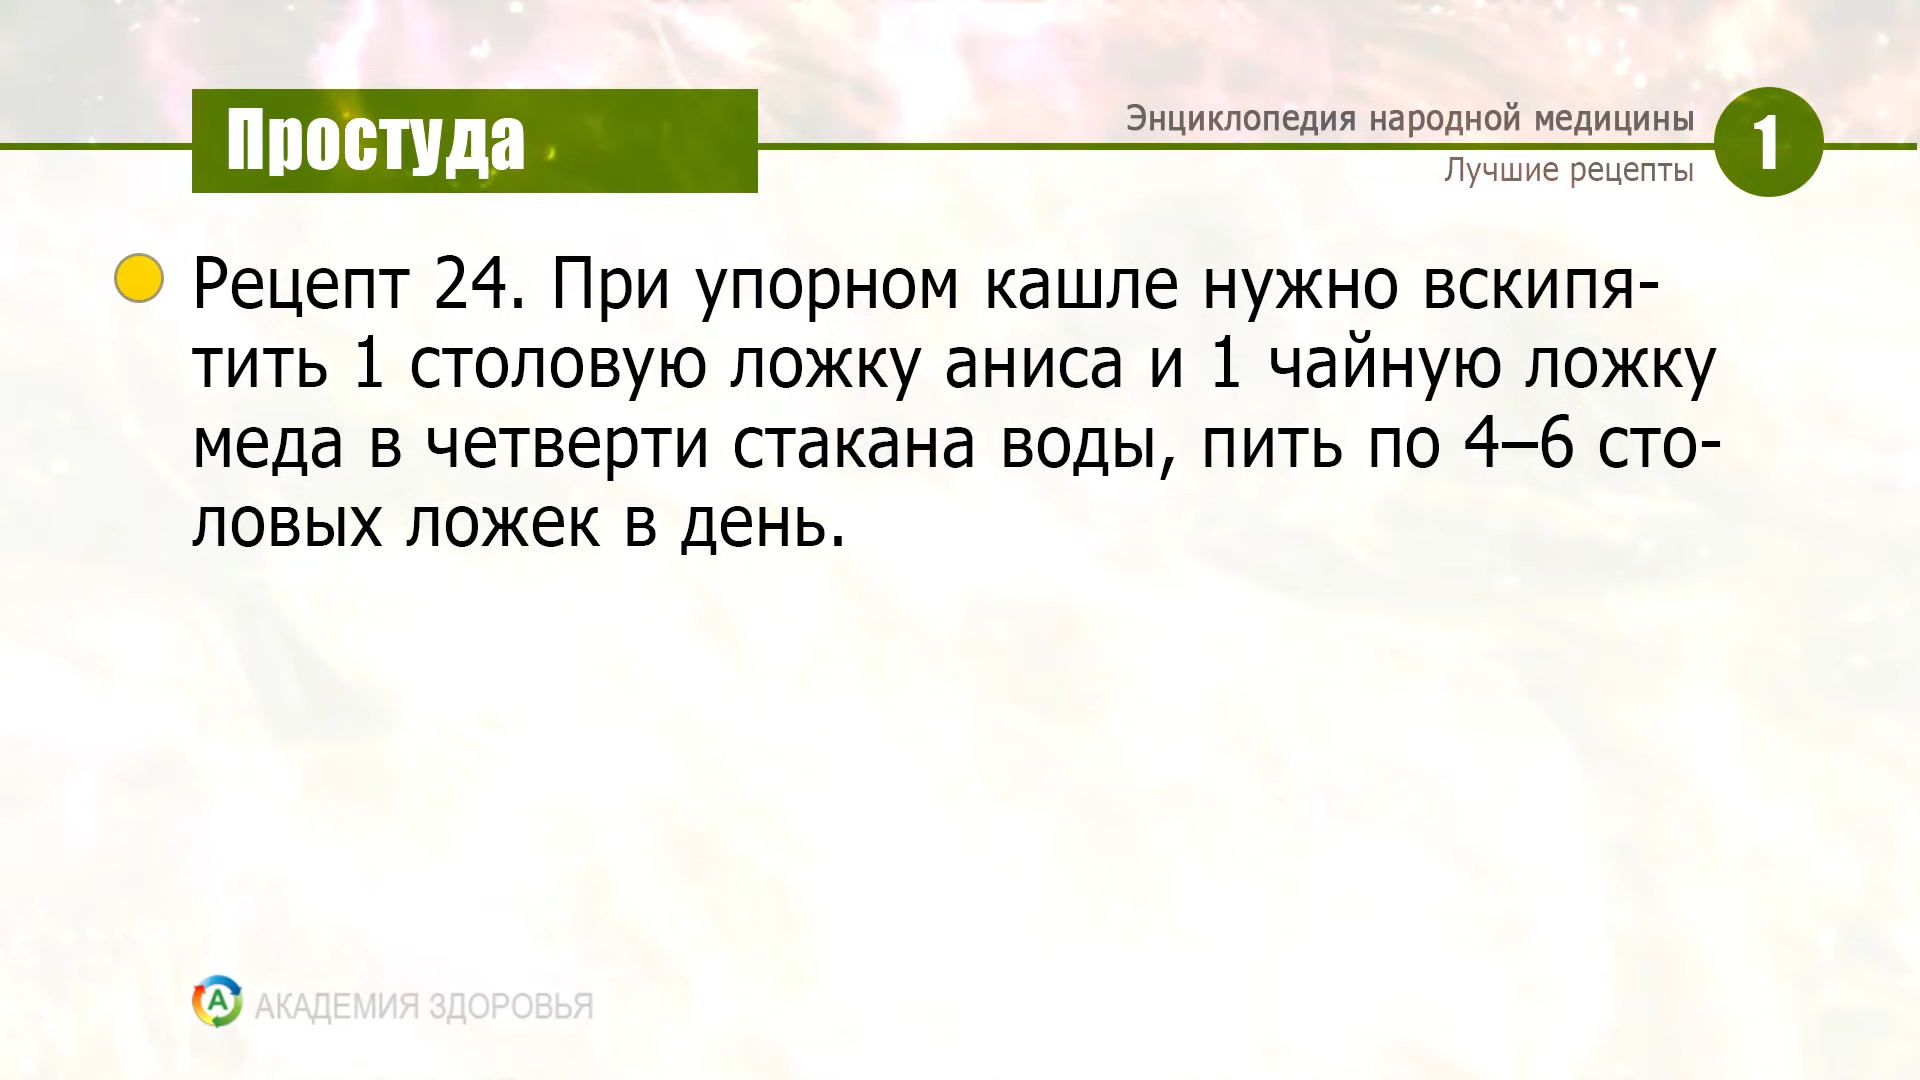 Простуда
Энциклопедия народной медицины
Лучшие рецепты
1
Рецепт 24. При упорном кашле нужно вскипя-
тить 1 столовую ложку аниса и 1 чайную ложку
меда в четверти стакана воды, пить по 4–6 сто-
ловых ложек в день.
А АКАДЕМИЯ ЗДОРОВЬЯ